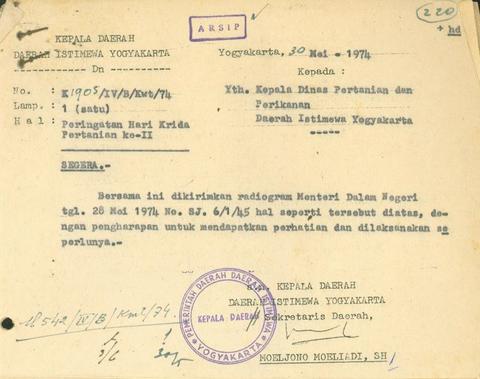 ARSIP
220
+ hd
KEPALA DAERAH
DAERAH ISTIMEWA YOGYAKARTA
------------ Dn ------------
Yogyakarta, 30 Mei - 1974
Kepada :
No. : K1905/IV/B/Kwt/74
Lamp. : 1 (satu)
H a l : Peringatan Hari Krida
Pertanian ke-II
Yth. Kepala Dinas Pertanian dan
Perikanan
Daerah Istimewa Yogyakarta
-----
SEGERA.-
Bersama ini dikirimkan radiogram Menteri Dalam Negeri
tgl. 28 Mei 1974 No. SJ. 6/1/45 hal seperti tersebut diatas, de-
ngan pengharapan untuk mendapatkan perhatian dan dilaksanakan se
perlunya.-
KEPALA DAERAH
DAERAH ISTIMEWA YOGYAKARTA
Sekretaris Daerah,
PEMERINTAH DAERAH DAERAH ISTIMEWA
KEPALA DAERAH
YOGYAKARTA
MOELJONO MOELIADI, SH